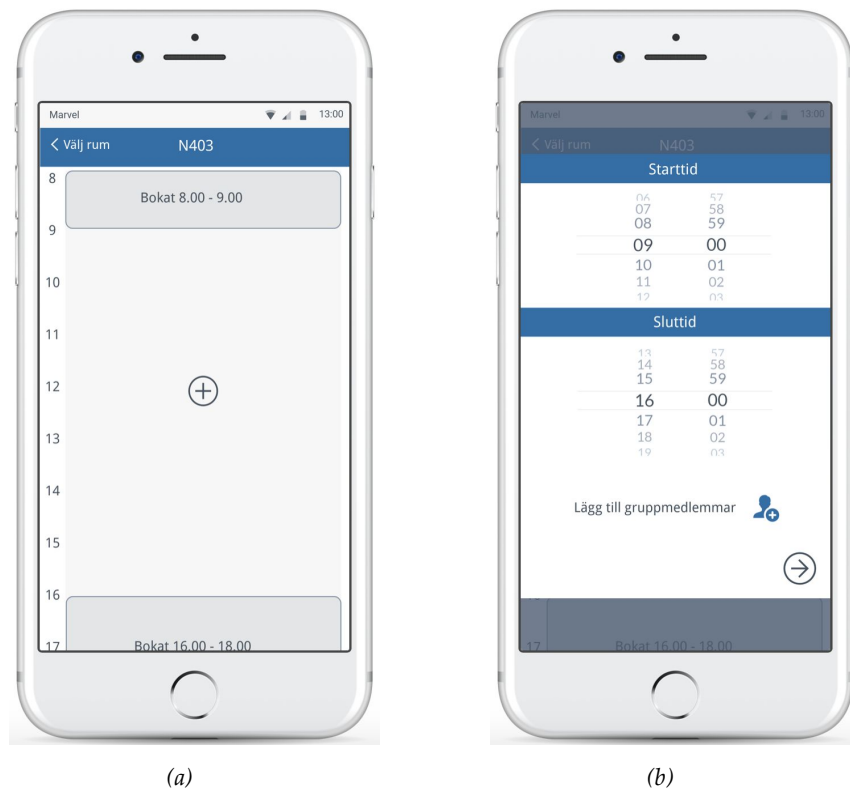 Marvel 13:00
Välj rum N403
8
Bokat 8.00 - 9.00
9
10
11
12
13
14
15
16
17 Bokat 16.00 - 18.00
(a)
Marvel 13:00
Välj rum N403
Starttid
06 57
07 58
08 59
09 00
10 01
11 02
12 03
Sluttid
13 57
14 58
15 59
16 00
17 01
18 02
19 03
Lägg till gruppmedlemmar
17 Bokat 16.00 - 18.00
(b)